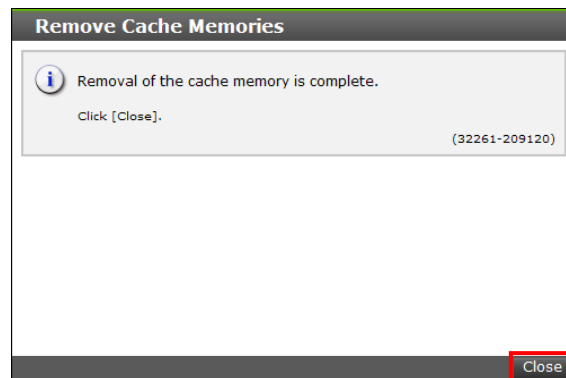 Remove Cache Memories
Removal of the cache memory is complete.
Click [Close].
(32261-209120)
Close